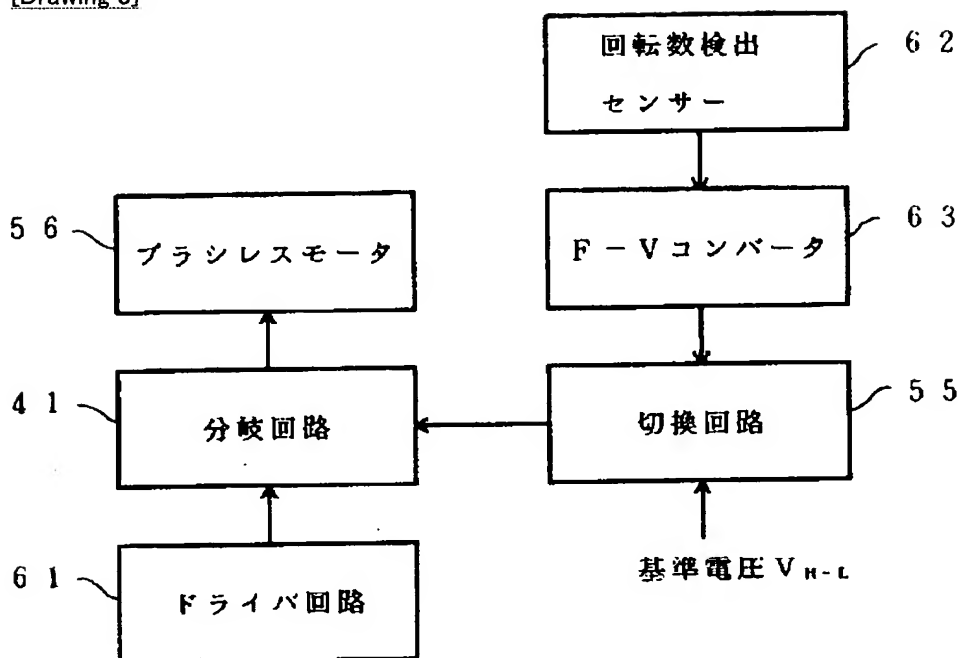 回転数検出
センサー
６２
５６
ブラシレスモータ
Ｆ－Ｖコンバータ
６３
４１
分岐回路
切換回路
５５
６１
ドライバ回路
基準電圧Ｖ H-L